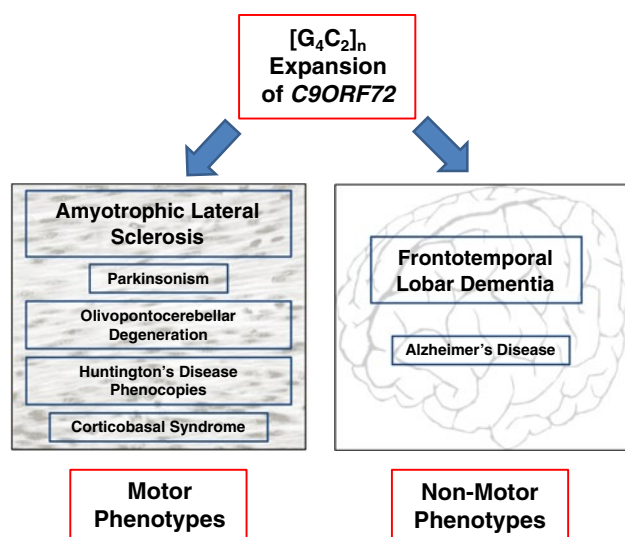 [G₄C₂]ₙ
Expansion
of C9ORF72
Amyotrophic Lateral
Sclerosis
Parkinsonism
Olivopontocerebellar
Degeneration
Huntington's Disease
Phenocopies
Corticobasal Syndrome
Frontotemporal
Lobar Dementia
Alzheimer's Disease
Motor
Phenotypes
Non-Motor
Phenotypes